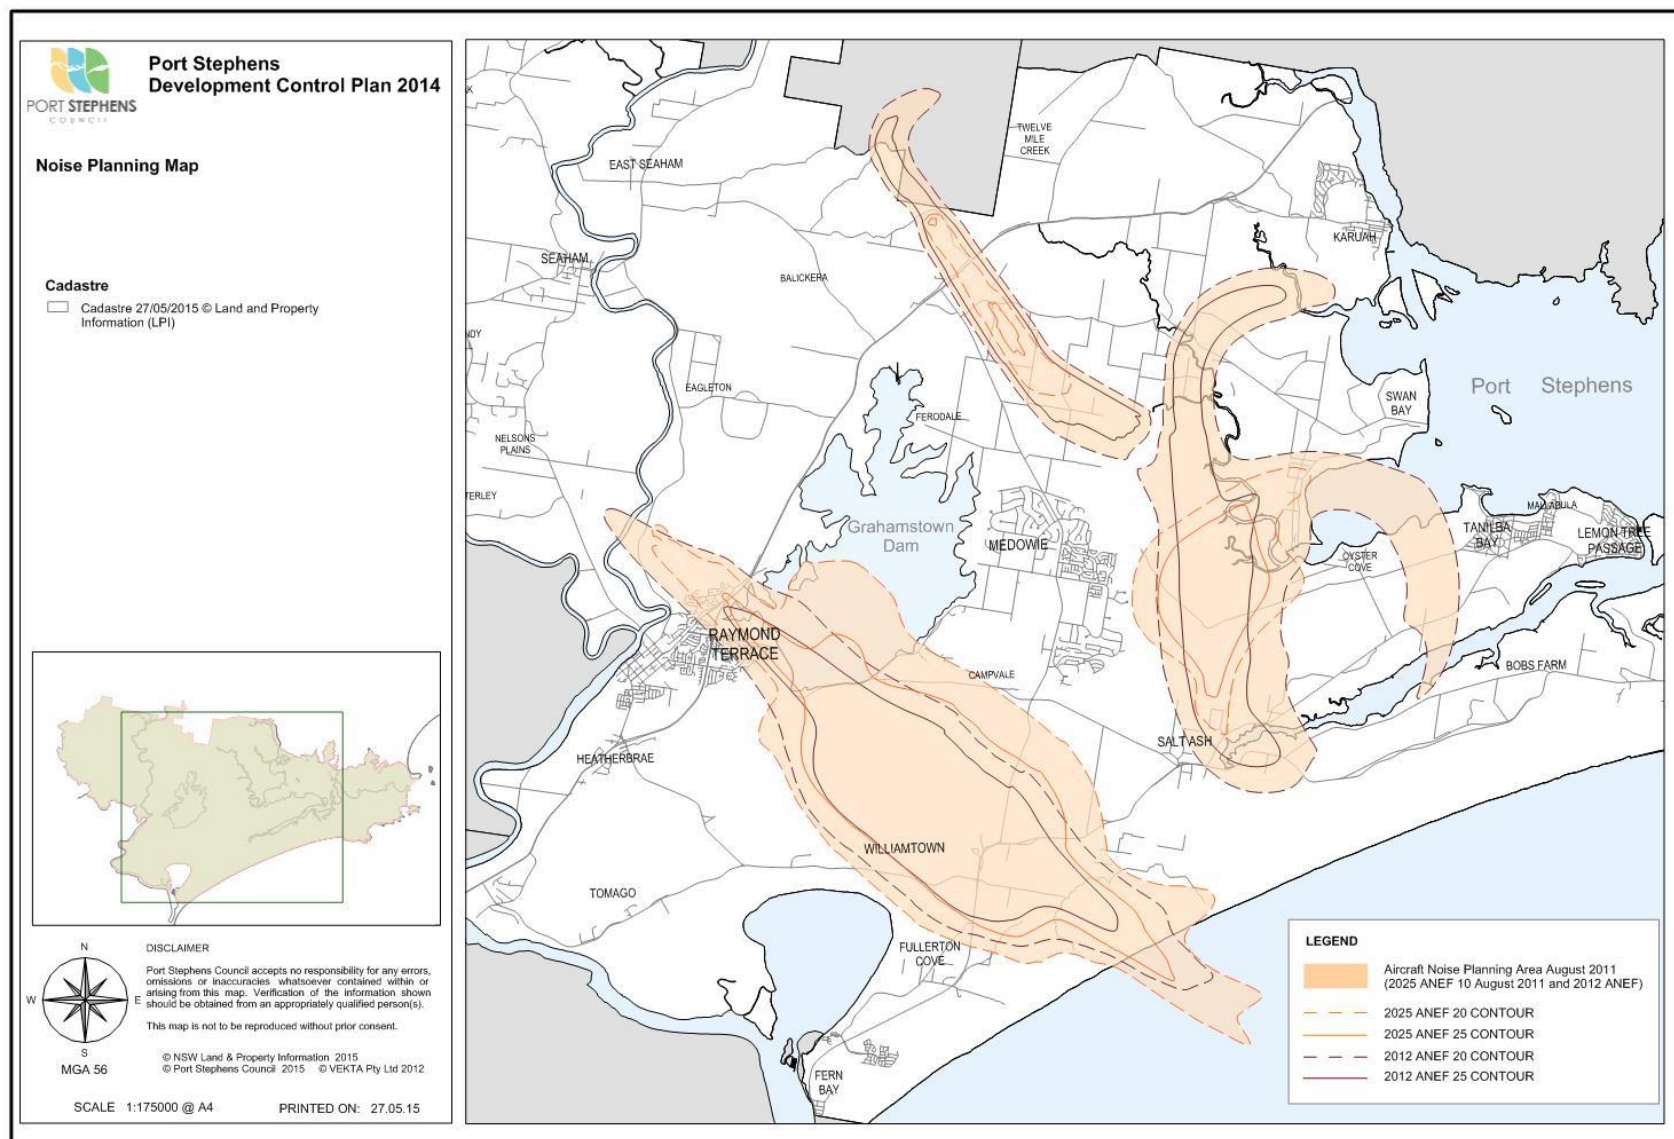 PORT STEPHENS
COUNCIL
Port Stephens
Development Control Plan 2014
Noise Planning Map
Cadastre
Cadastre 27/05/2015 © Land and Property
Information (LPI)
N
W
E
S
MGA 56
DISCLAIMER
Port Stephens Council accepts no responsibility for any errors,
omissions or inaccuracies whatsoever contained within or
arising from this map. Verification of the information shown
should be obtained from an appropriately qualified person(s).
This map is not to be reproduced without prior consent.
© NSW Land & Property Information 2015
© Port Stephens Council 2015 © VEKTA Pty Ltd 2012
SCALE 1:175000 @ A4
PRINTED ON: 27.05.15
TWELVE
MILE
CREEK
EAST SEAHAM
KARUAH
SEAHAM
BALICKERA
NDY
EAGLETON
Port Stephens
SWAN
BAY
FERODALE
NELSONS
PLAINS
TERLEY
Grahamstown
Dam
MEDOWIE
MALLABULA
TANILBA
BAY
LEMON TREE
PASSAGE
OYSTER
COVE
RAYMOND
TERRACE
CAMPVALE
BOBS FARM
SALT ASH
HEATHERBRAE
WILLIAMTOWN
TOMAGO
FULLERTON
COVE
FERN
BAY
LEGEND
Aircraft Noise Planning Area August 2011
(2025 ANEF 10 August 2011 and 2012 ANEF)
2025 ANEF 20 CONTOUR
2025 ANEF 25 CONTOUR
2012 ANEF 20 CONTOUR
2012 ANEF 25 CONTOUR